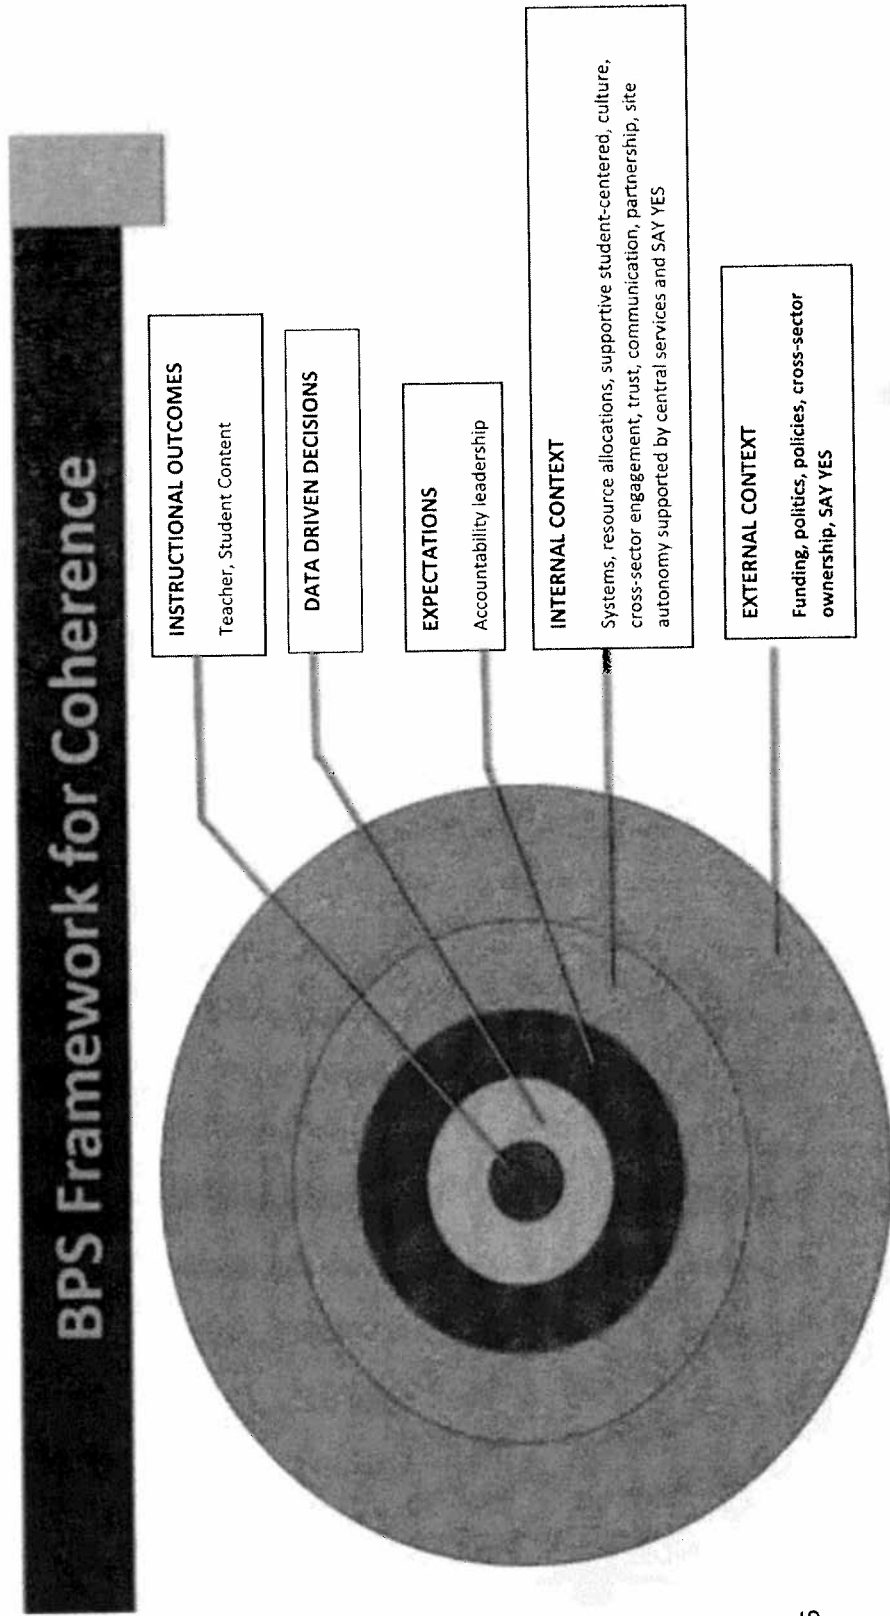 BPS Framework for Coherence
INSTRUCTIONAL OUTCOMES
Teacher, Student Content
DATA DRIVEN DECISIONS
EXPECTATIONS
Accountability leadership
INTERNAL CONTEXT
Systems, resource allocations, supportive student-centered, culture,
cross-sector engagement, trust, communication, partnership, site
autonomy supported by central services and SAY YES
EXTERNAL CONTEXT
Funding, politics, policies, cross-sector
ownership, SAY YES